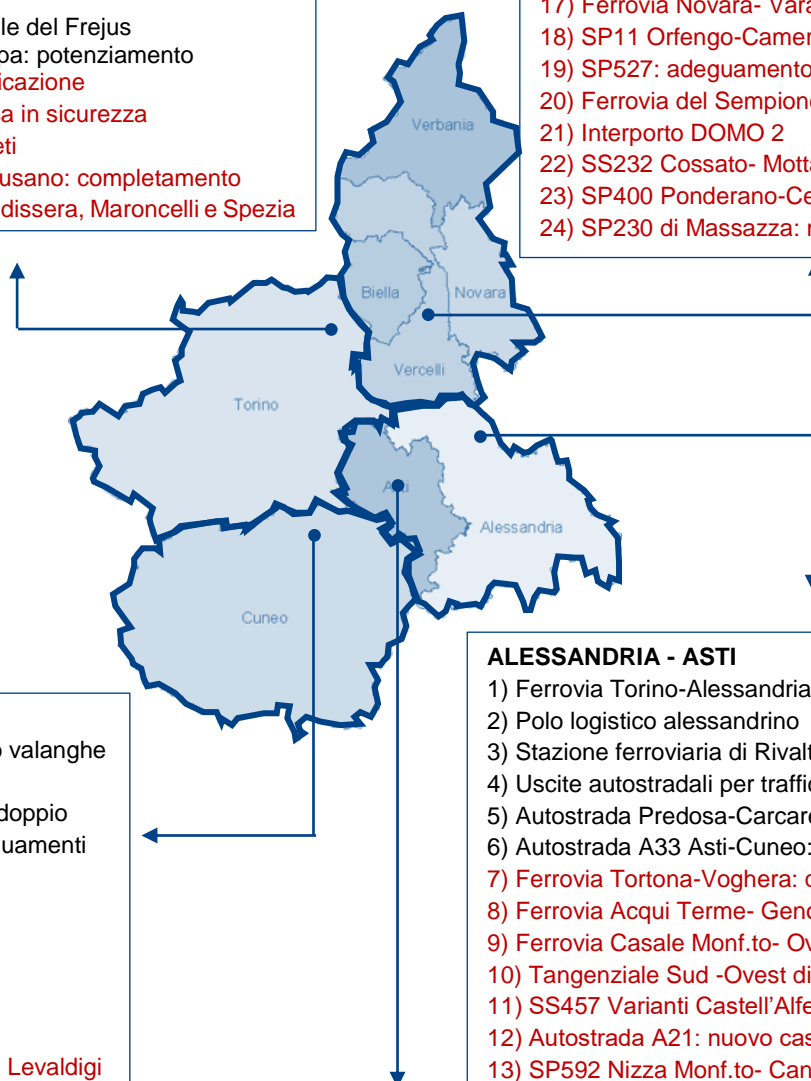 le del Frejus
pa: potenziamento
icazione
a in sicurezza
eti
usano: completamento
dissera, Maroncelli e Spezia
17) Ferrovia Novara- Vara
18) SP11 Orfengo-Camer
19) SP527: adeguamento
20) Ferrovia del Sempione
21) Interporto DOMO 2
22) SS232 Cossato- Motta
23) SP400 Ponderano-Ce
24) SP230 di Massazza: r
Verbania
Biella
Novara
Vercelli
Torino
Asti
Alessandria
Cuneo
o valanghe
doppio
guamenti
Levaldigi
ALESSANDRIA - ASTI
1) Ferrovia Torino-Alessandria
2) Polo logistico alessandrino
3) Stazione ferroviaria di Rivalt
4) Uscite autostradali per traffic
5) Autostrada Predosa-Carcare
6) Autostrada A33 Asti-Cuneo:
7) Ferrovia Tortona-Voghera: c
8) Ferrovia Acqui Terme- Geno
9) Ferrovia Casale Monf.to- Ov
10) Tangenziale Sud -Ovest di
11) SS457 Varianti Castell'Alfe
12) Autostrada A21: nuovo cas
13) SP592 Nizza Monf.to- Can